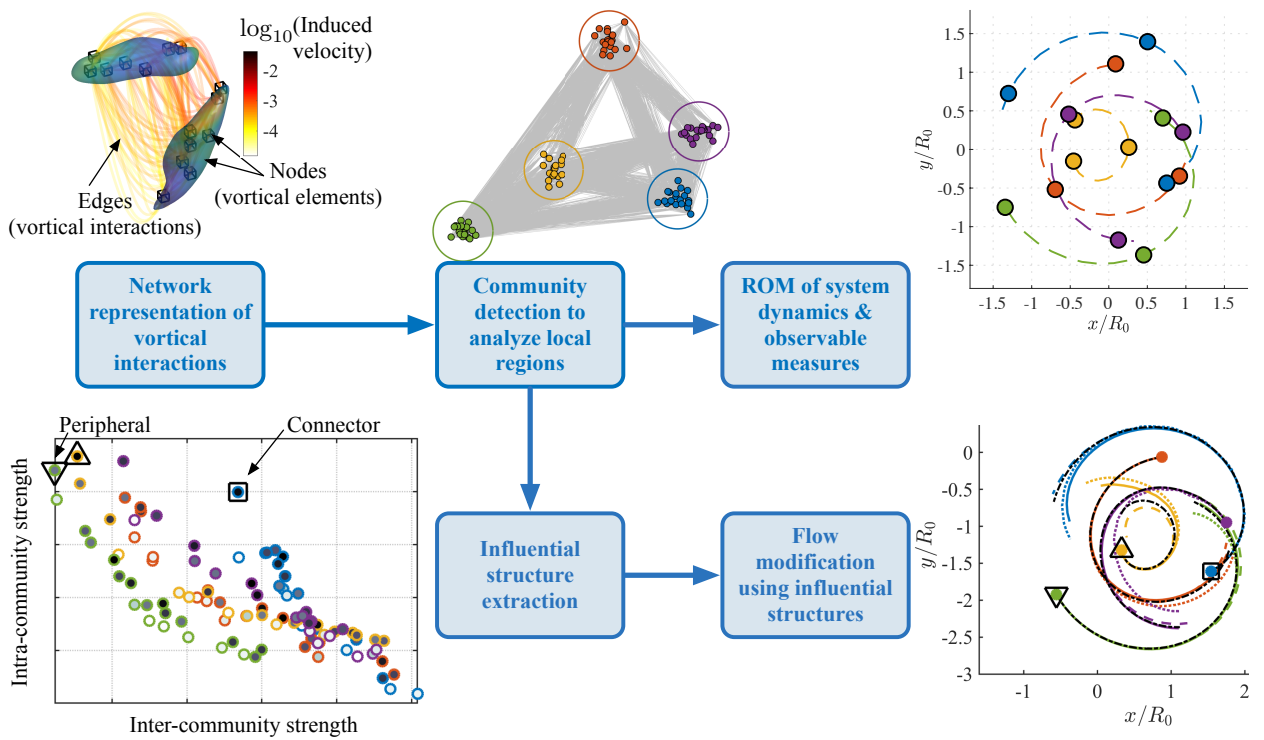 log10(Induced velocity)
-2
-3
-4
Edges
(vortical interactions)
Nodes
(vortical elements)
y/R0
1.5
1
0.5
0
-0.5
-1
-1.5
-1.5
-1
-0.5
0
0.5
1
1.5
x/R0
Network
representation of
vortical
interactions
Community
detection to
analyze local
regions
ROM of system
dynamics &
observable
measures
Peripheral
Connector
Intra-community strength
Inter-community strength
Influential
structure
extraction
Flow
modification
using influential
structures
y/R0
0
-0.5
-1
-1.5
-2
-2.5
-3
-1
0
1
2
x/R0